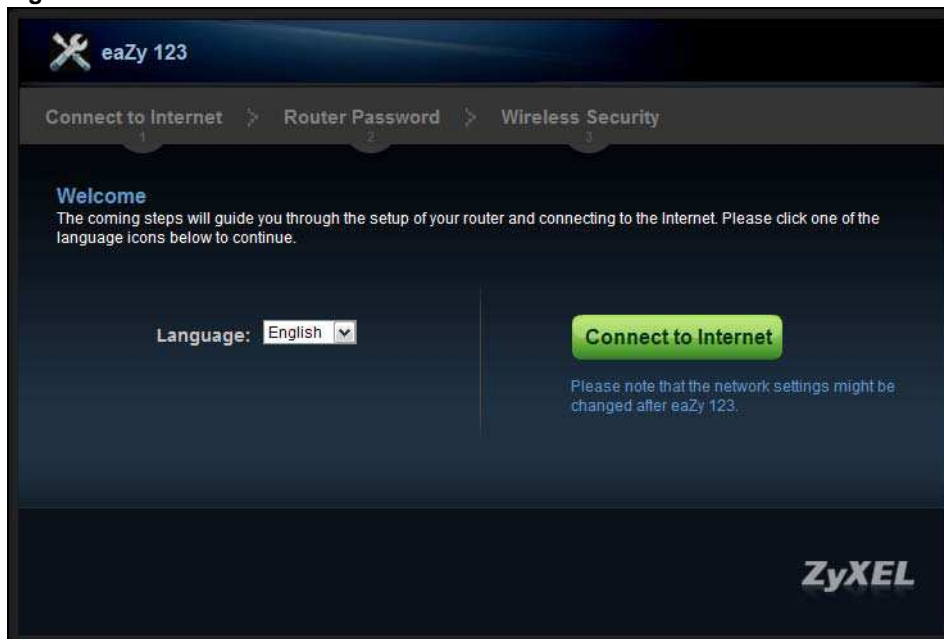 eaZy 123
Connect to Internet > Router Password > Wireless Security
1 2 3
Welcome
The coming steps will guide you through the setup of your router and connecting to the Internet. Please click one of the
language icons below to continue.
Language: English
Connect to Internet
Please note that the network settings might be
changed after eaZy 123.
ZyXEL